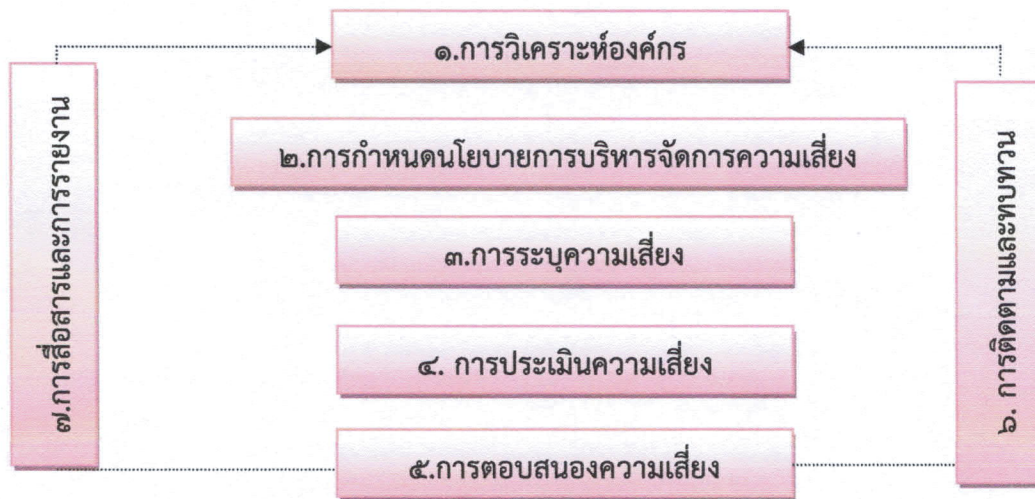 ๑.การวิเคราะห์องค์กร
๒.การกำหนดนโยบายการบริหารจัดการความเสี่ยง
๓.การระบุความเสี่ยง
๔. การประเมินความเสี่ยง
๕.การตอบสนองความเสี่ยง
๖. การติดตามและทบทวน
๗.การสื่อสารและการรายงาน